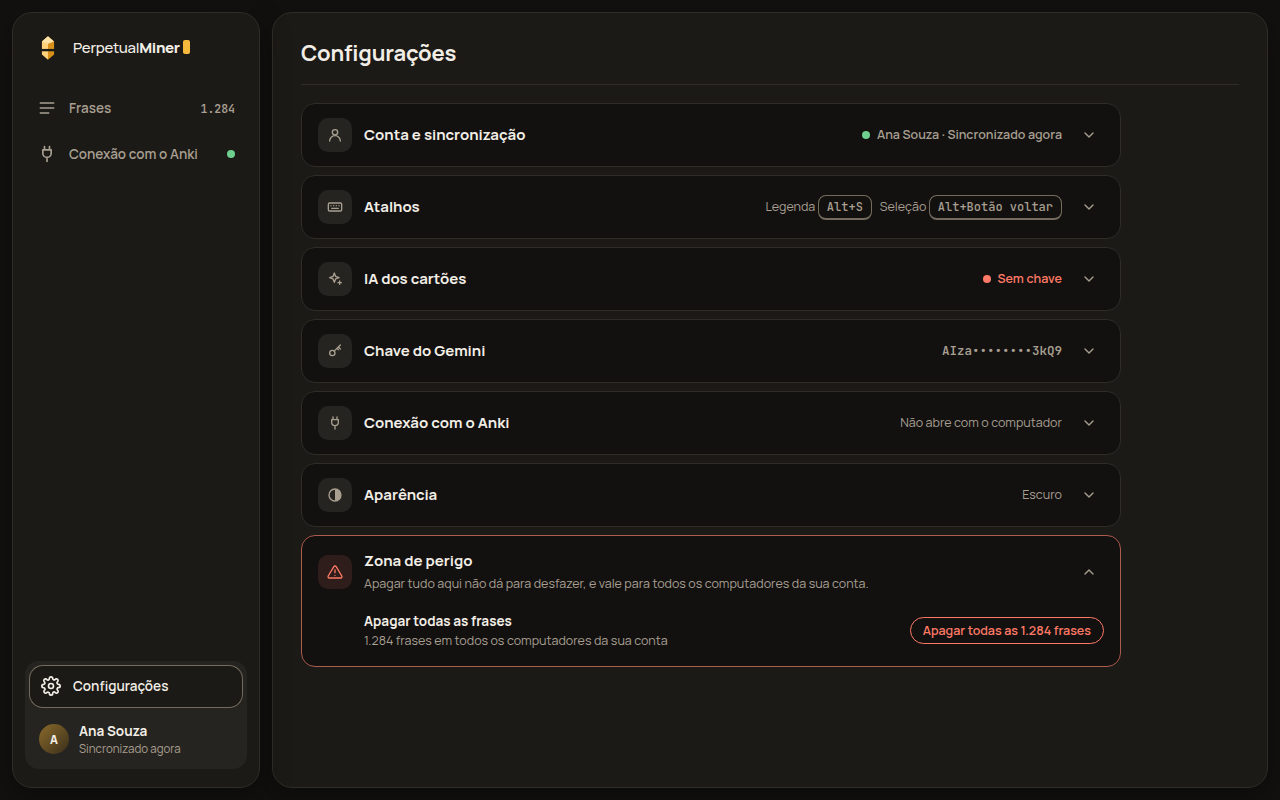 PerpetualMiner
Frases 1.284
Conexão com o Anki
Configurações
Ana Souza
A
Sincronizado agora
Configurações
Conta e sincronização Ana Souza · Sincronizado agora
Atalhos Legenda Alt+S Seleção Alt+Botão voltar
IA dos cartões Sem chave
Chave do Gemini AIza••••••••3kQ9
Conexão com o Anki Não abre com o computador
Aparência Escuro
Zona de perigo
Apagar tudo aqui não dá para desfazer, e vale para todos os computadores da sua conta.
Apagar todas as frases
1.284 frases em todos os computadores da sua conta
Apagar todas as 1.284 frases